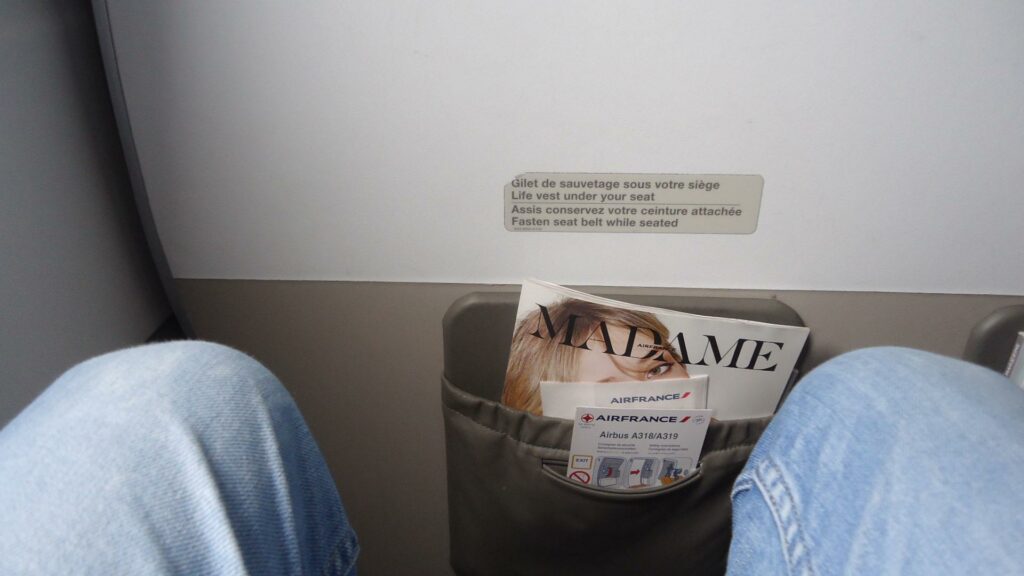 Gilet de sauvetage sous votre siège
Life vest under your seat
Assis conservez votre ceinture attachée
Fasten seat belt while seated
MADAME
AIRFRANCE
AIRFRANCE
Airbus A318/A319
EXIT